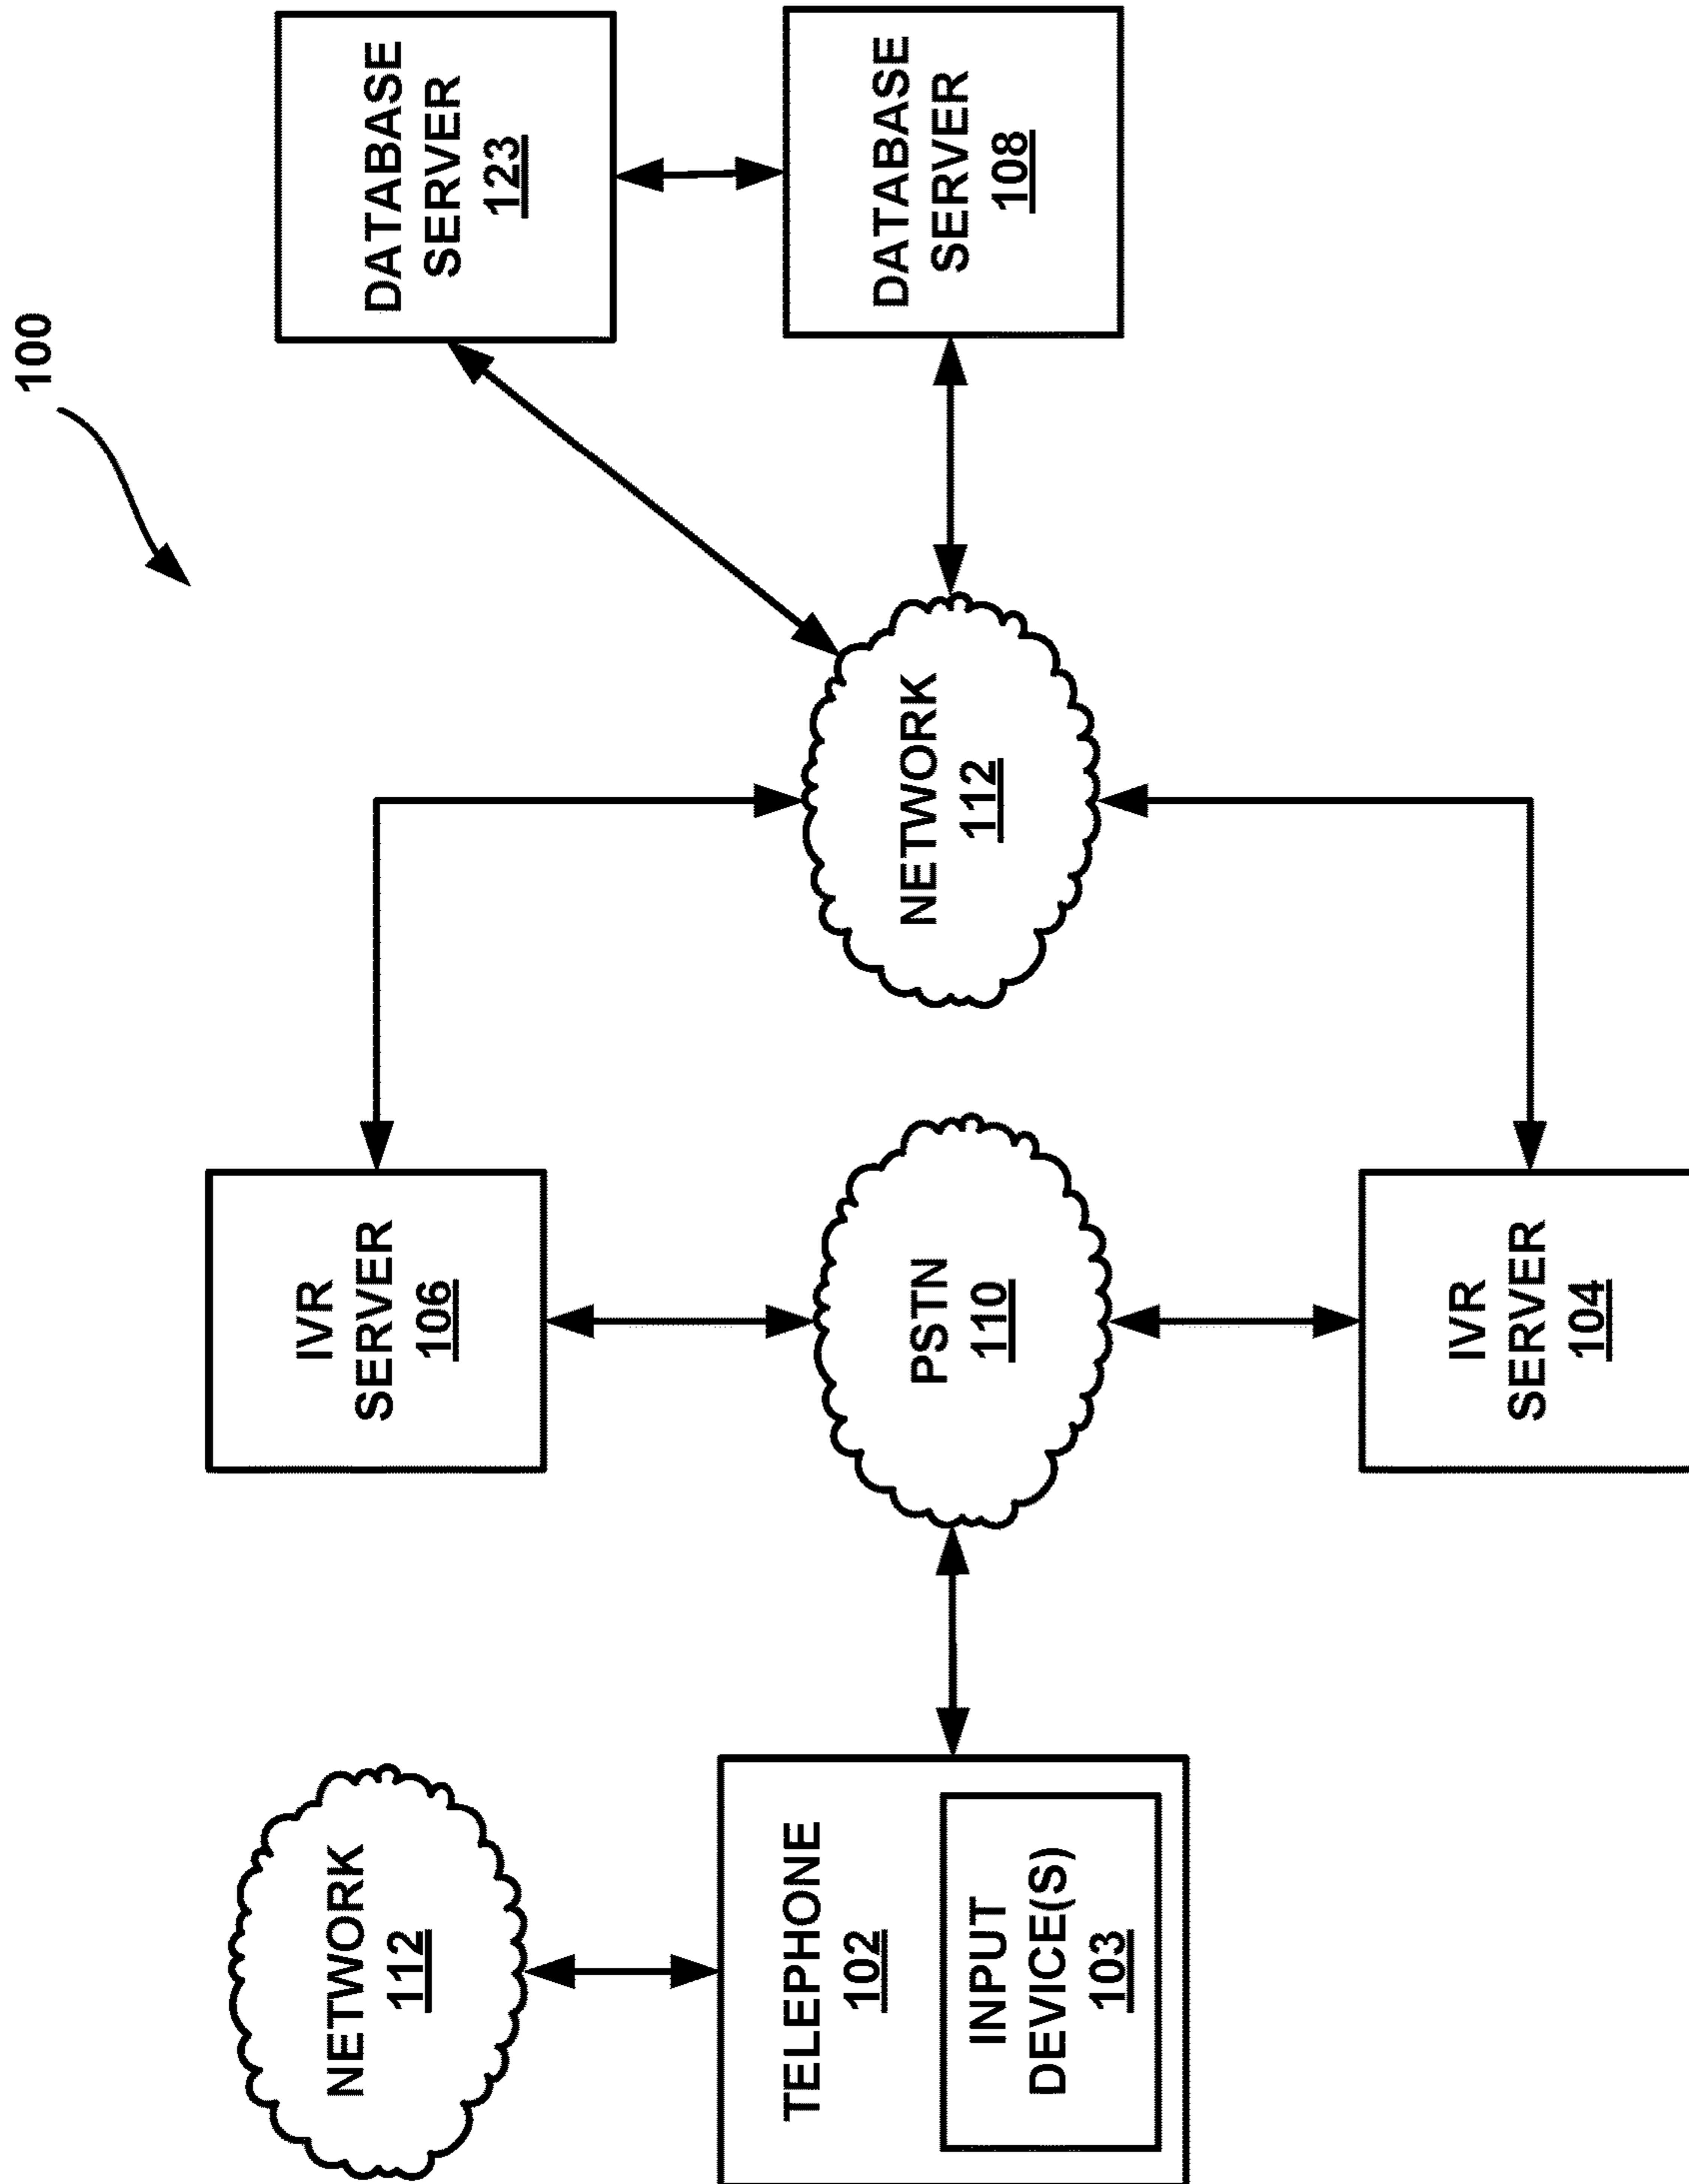 100
NETWORK
112
TELEPHONE
102
INPUT
DEVICE(S)
103
IVR
SERVER
106
PSTN
110
IVR
SERVER
104
NETWORK
112
DATABASE
SERVER
123
DATABASE
SERVER
108